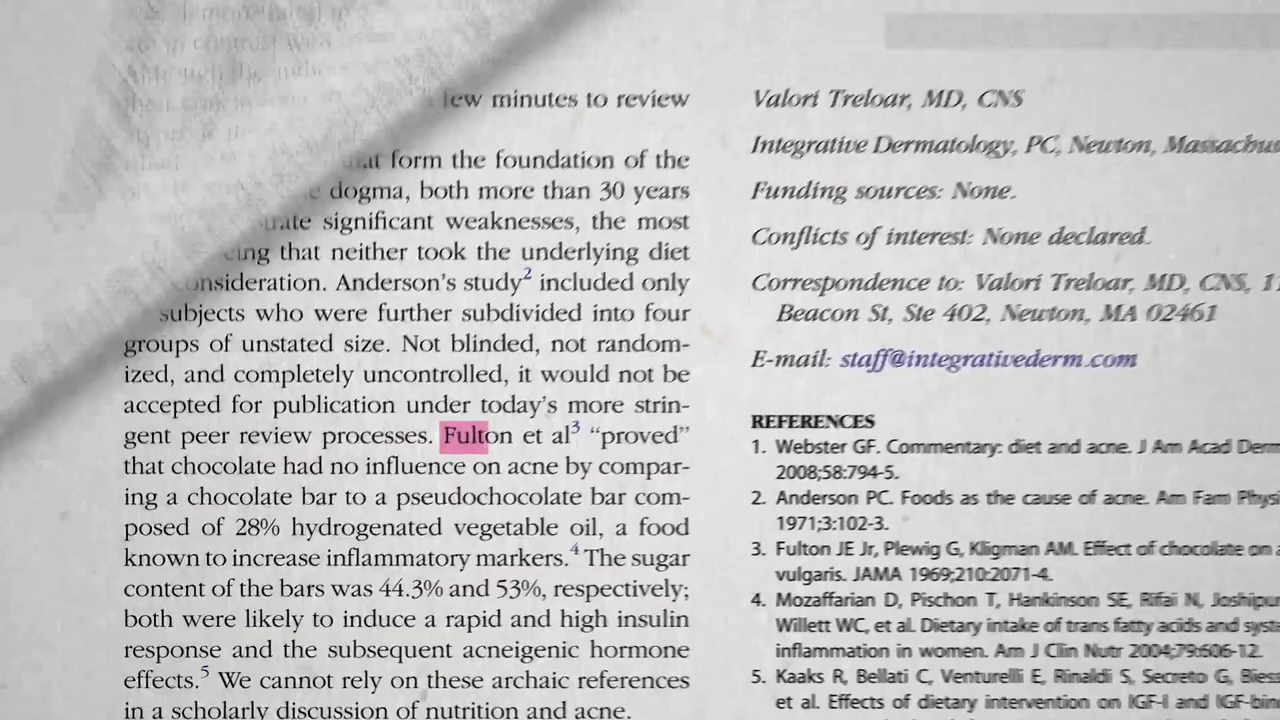 few minutes to review
form the foundation of the
dogma, both more than 30 years
significant weaknesses, the most
that neither took the underlying diet
consideration. Anderson's study2 included only
subjects who were further subdivided into four
groups of unstated size. Not blinded, not random-
ized, and completely uncontrolled, it would not be
accepted for publication under today's more strin-
gent peer review processes. Fulton et al3 “proved”
that chocolate had no influence on acne by compar-
ing a chocolate bar to a pseudochocolate bar com-
posed of 28% hydrogenated vegetable oil, a food
known to increase inflammatory markers.4 The sugar
content of the bars was 44.3% and 53%, respectively;
both were likely to induce a rapid and high insulin
response and the subsequent acneigenic hormone
effects.5 We cannot rely on these archaic references
in a scholarly discussion of nutrition and acne.
Valori Treloar, MD, CNS
Integrative Dermatology, PC, Newton, Massachu
Funding sources: None.
Conflicts of interest: None declared.
Correspondence to: Valori Treloar, MD, CNS, 1
Beacon St, Ste 402, Newton, MA 02461
E-mail: staff@integrativederm.com
REFERENCES
1. Webster GF. Commentary: diet and acne. J Am Acad Derm
2008;58:794-5.
2. Anderson PC. Foods as the cause of acne. Am Fam Physi
1971;3:102-3.
3. Fulton JE Jr, Plewig G, Kligman AM. Effect of chocolate on a
vulgaris. JAMA 1969;210:2071-4.
4. Mozaffarian D, Pischon T, Hankinson SE, Rifai N, Joshipur
Willett WC, et al. Dietary intake of trans fatty acids and syst
inflammation in women. Am J Clin Nutr 2004;79:606-12.
5. Kaaks R, Bellati C, Venturelli E, Rinaldi S, Secreto G, Biess
et al. Effects of dietary intervention on IGF-I and IGF-bin